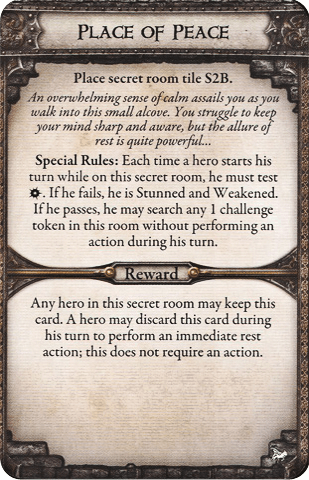 Place of Peace
Place secret room tile S2B.
An overwhelming sense of calm assails you as you
walk into this small alcove. You struggle to keep
your mind sharp and aware, but the allure of
rest is quite powerful...
Special Rules: Each time a hero starts his
turn while on this secret room, he must test
. If he fails, he is Stunned and Weakened.
If he passes, he may search any 1 challenge
token in this room without performing an
action during his turn.
Reward
Any hero in this secret room may keep this
card. A hero may discard this card during
his turn to perform an immediate rest
action; this does not require an action.